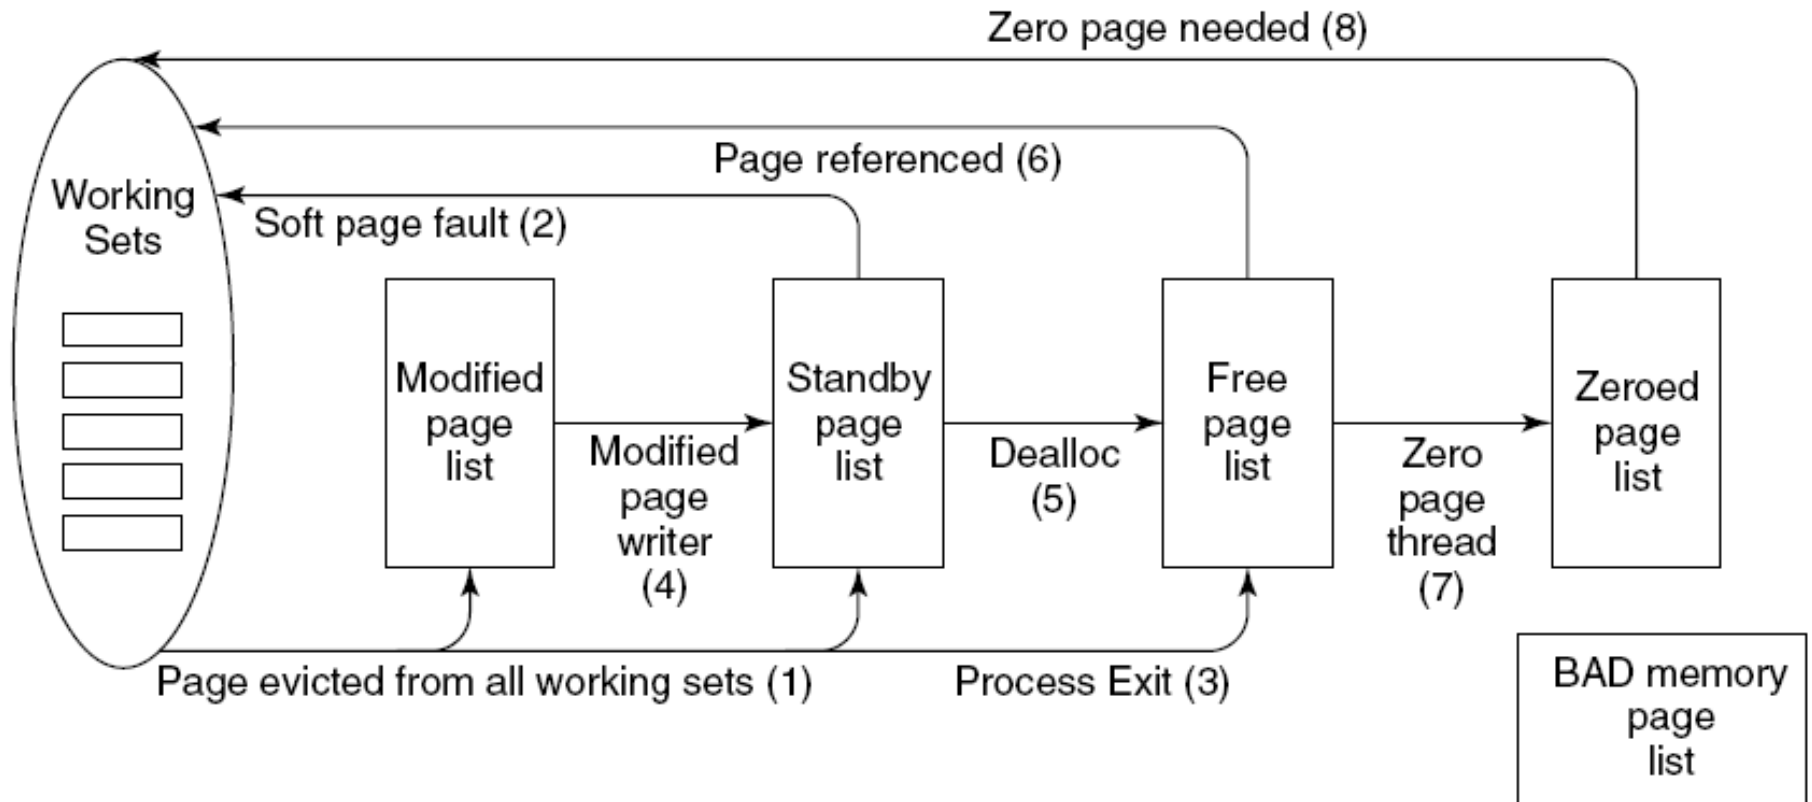 Zero page needed (8)
Page referenced (6)
Soft page fault (2)
Working
Sets
Modified
page
list
Modified
page
writer
(4)
Standby
page
list
Dealloc
(5)
Free
page
list
Zero
page
thread
(7)
Zeroed
page
list
Page evicted from all working sets (1)
Process Exit (3)
BAD memory
page
list